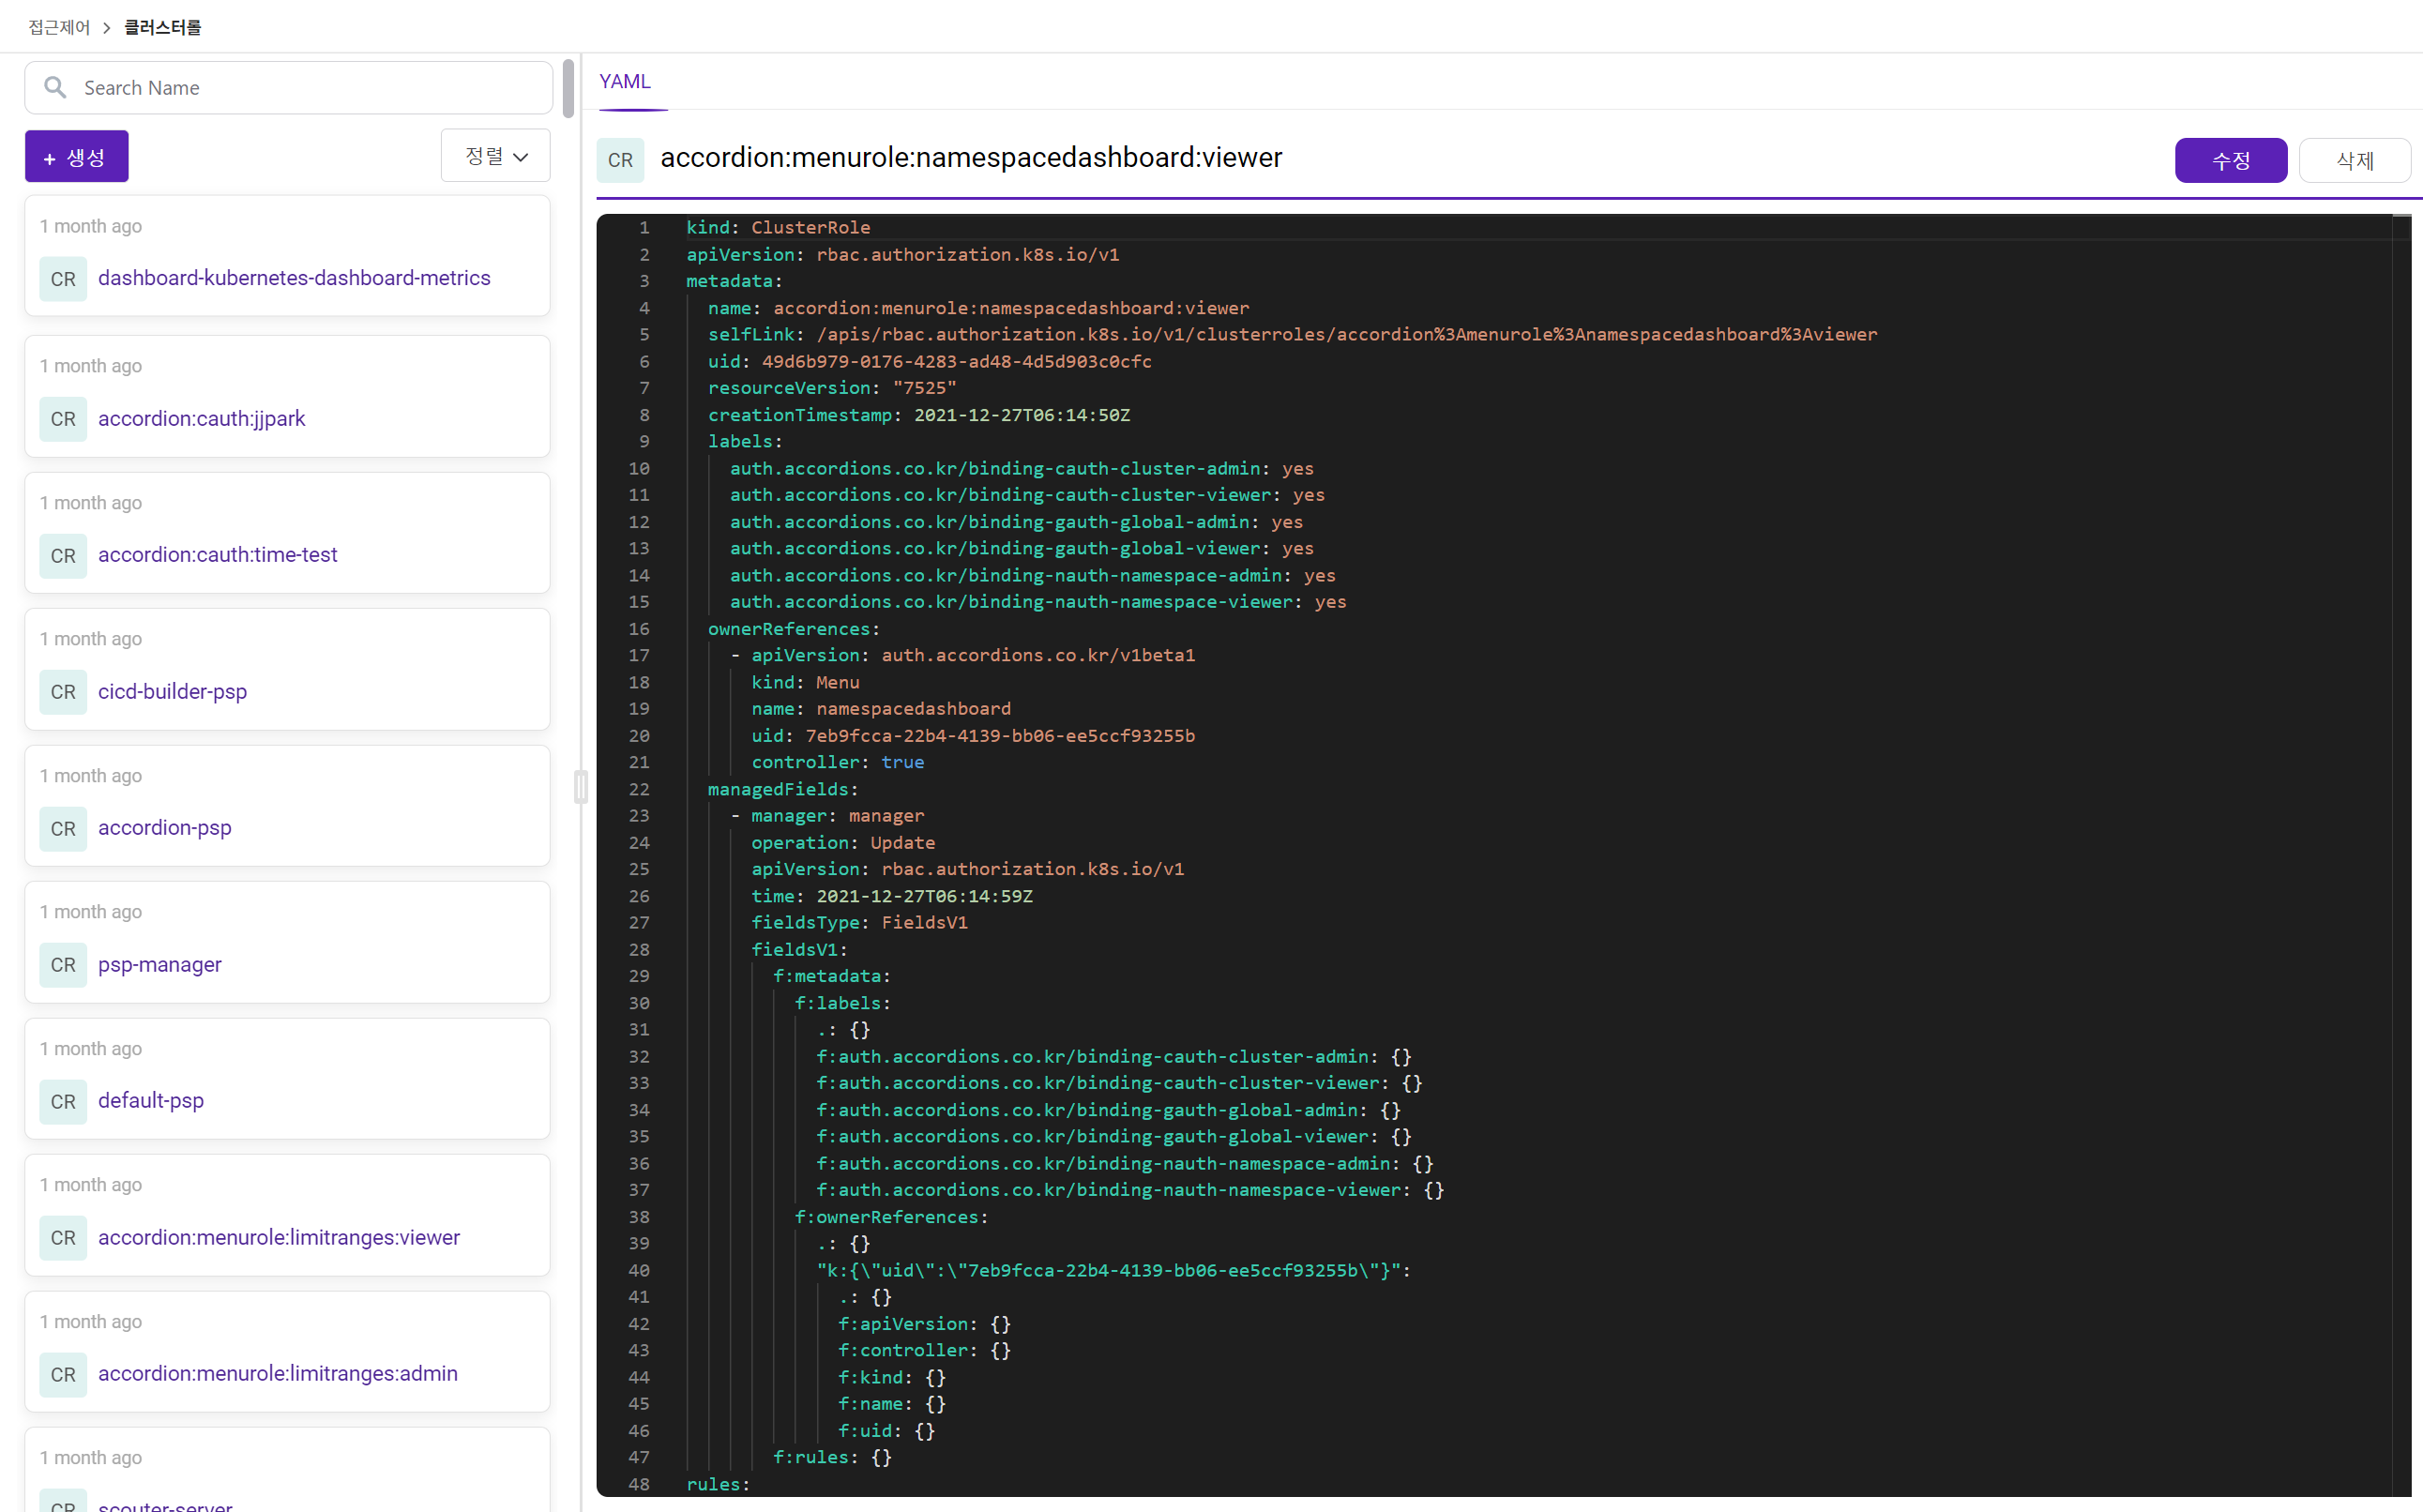 접근제어 > 클러스터롤
Search Name
+ 생성
정렬
1 month ago
CR dashboard-kubernetes-dashboard-metrics
1 month ago
CR accordion:cauth:jjpark
1 month ago
CR accordion:cauth:time-test
1 month ago
CR cicd-builder-psp
1 month ago
CR accordion-psp
1 month ago
CR psp-manager
1 month ago
CR default-psp
1 month ago
CR accordion:menurole:limitranges:viewer
1 month ago
CR accordion:menurole:limitranges:admin
1 month ago
CR scouter-server
YAML
CR accordion:menurole:namespacedashboard:viewer
수정
삭제
1 kind: ClusterRole
2 apiVersion: rbac.authorization.k8s.io/v1
3 metadata:
4 name: accordion:menurole:namespacedashboard:viewer
5 selfLink: /apis/rbac.authorization.k8s.io/v1/clusterroles/accordion%3Amenurole%3Anamespacedashboard%3Aviewer
6 uid: 49d6b979-0176-4283-ad48-4d5d903c0cfc
7 resourceVersion: "7525"
8 creationTimestamp: 2021-12-27T06:14:50Z
9 labels:
10 auth.accordions.co.kr/binding-cauth-cluster-admin: yes
11 auth.accordions.co.kr/binding-cauth-cluster-viewer: yes
12 auth.accordions.co.kr/binding-gauth-global-admin: yes
13 auth.accordions.co.kr/binding-gauth-global-viewer: yes
14 auth.accordions.co.kr/binding-nauth-namespace-admin: yes
15 auth.accordions.co.kr/binding-nauth-namespace-viewer: yes
16 ownerReferences:
17 - apiVersion: auth.accordions.co.kr/v1beta1
18 kind: Menu
19 name: namespacedashboard
20 uid: 7eb9fcca-22b4-4139-bb06-ee5ccf93255b
21 controller: true
22 managedFields:
23 - manager: manager
24 operation: Update
25 apiVersion: rbac.authorization.k8s.io/v1
26 time: 2021-12-27T06:14:59Z
27 fieldsType: FieldsV1
28 fieldsV1:
29 f:metadata:
30 f:labels:
31 .: {}
32 f:auth.accordions.co.kr/binding-cauth-cluster-admin: {}
33 f:auth.accordions.co.kr/binding-cauth-cluster-viewer: {}
34 f:auth.accordions.co.kr/binding-gauth-global-admin: {}
35 f:auth.accordions.co.kr/binding-gauth-global-viewer: {}
36 f:auth.accordions.co.kr/binding-nauth-namespace-admin: {}
37 f:auth.accordions.co.kr/binding-nauth-namespace-viewer: {}
38 f:ownerReferences:
39 .: {}
40 "k:{\"uid\":\"7eb9fcca-22b4-4139-bb06-ee5ccf93255b\"}":
41 .: {}
42 f:apiVersion: {}
43 f:controller: {}
44 f:kind: {}
45 f:name: {}
46 f:uid: {}
47 f:rules: {}
48 rules: